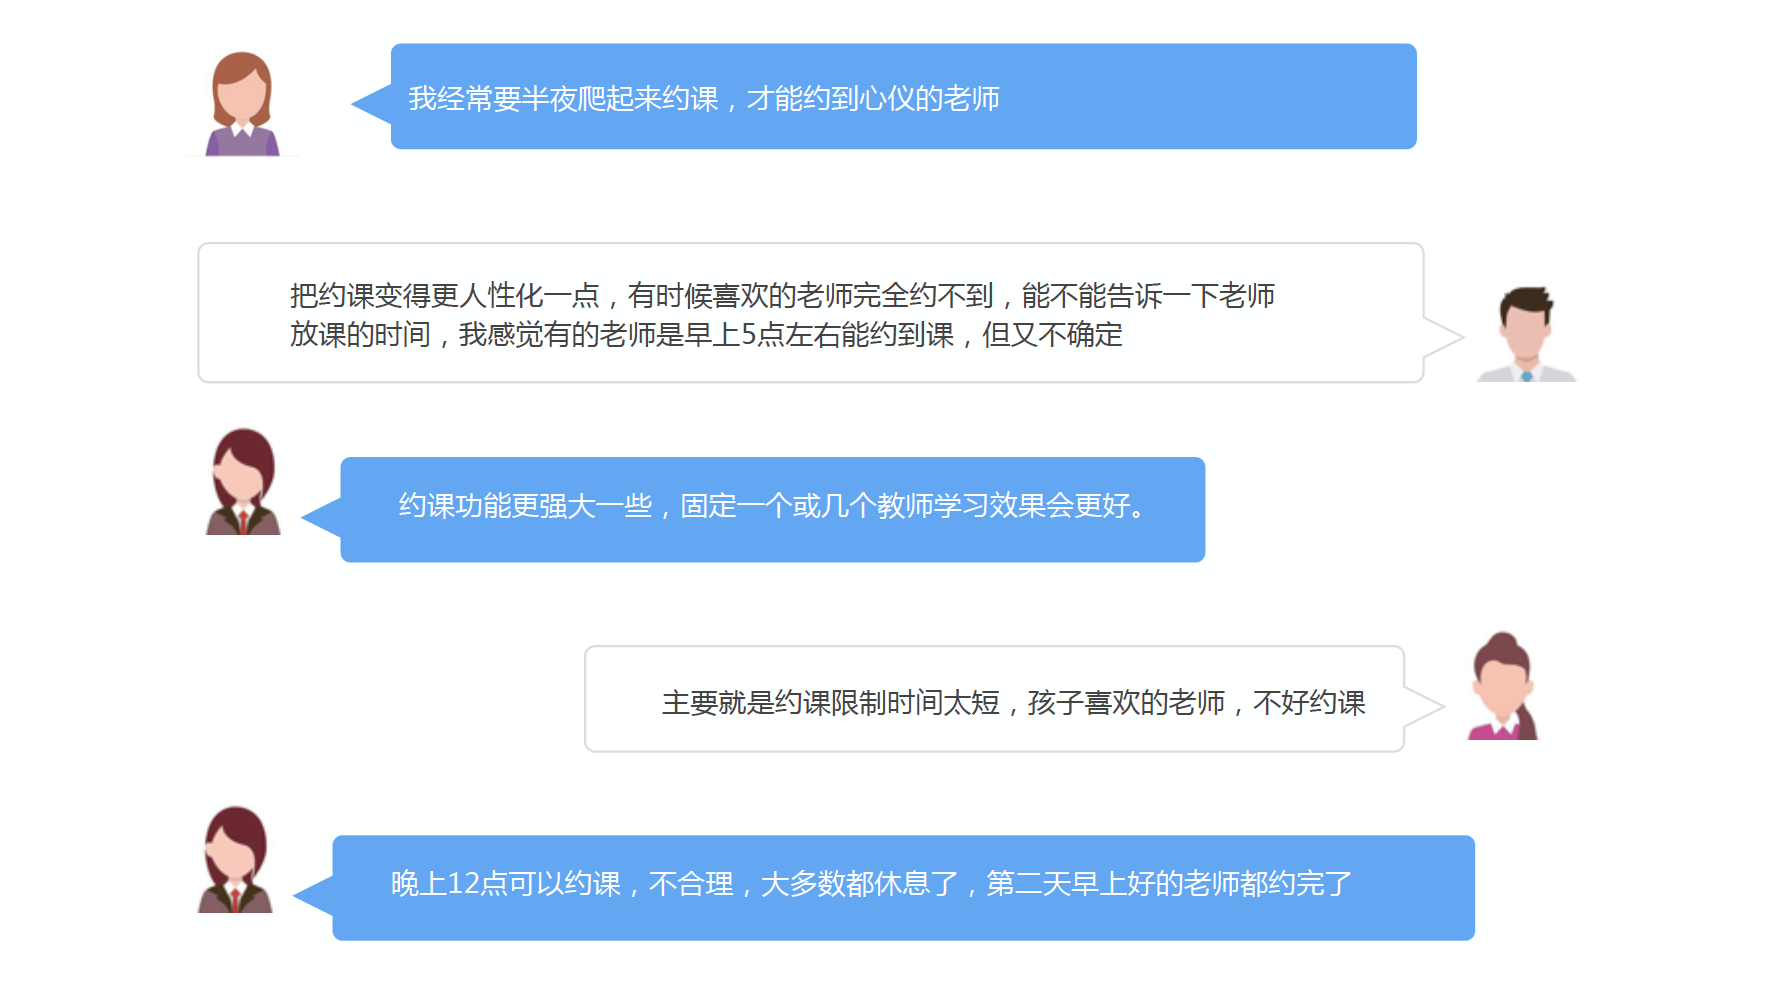 我经常要半夜爬起来约课，才能约到心仪的老师
把约课变得更人性化一点，有时候喜欢的老师完全约不到，能不能告诉一下老师
放课的时间，我感觉有的老师是早上5点左右能约到课，但又不确定
约课功能更强大一些，固定一个或几个教师学习效果会更好。
主要就是约课限制时间太短，孩子喜欢的老师，不好约课
晚上12点可以约课，不合理，大多数都休息了，第二天早上好的老师都约完了